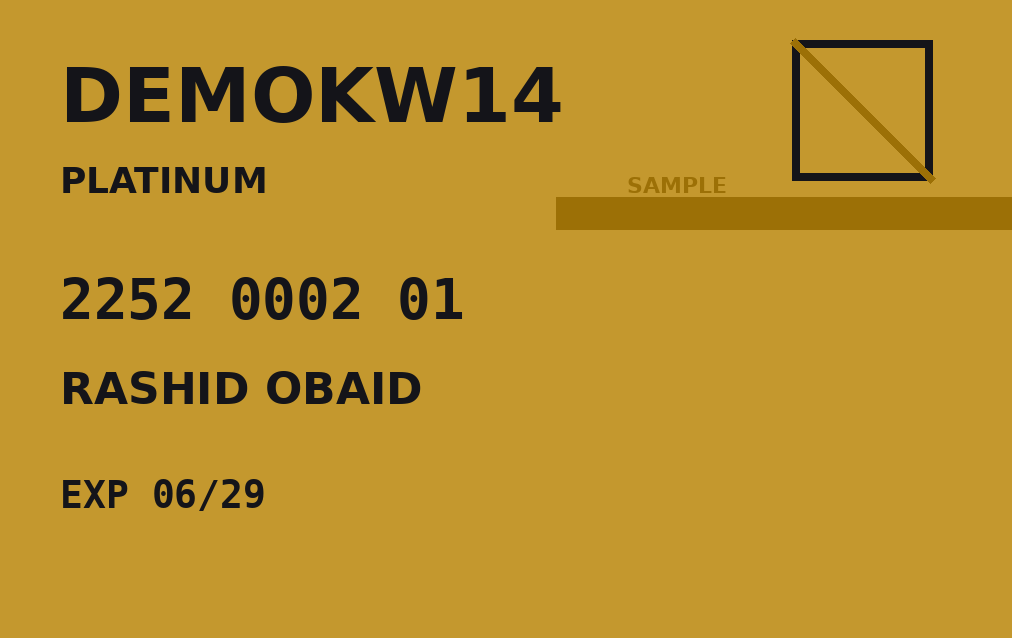 DEMOKW14
PLATINUM
SAMPLE
2252 0002 01
RASHID OBAID
EXP 06/29